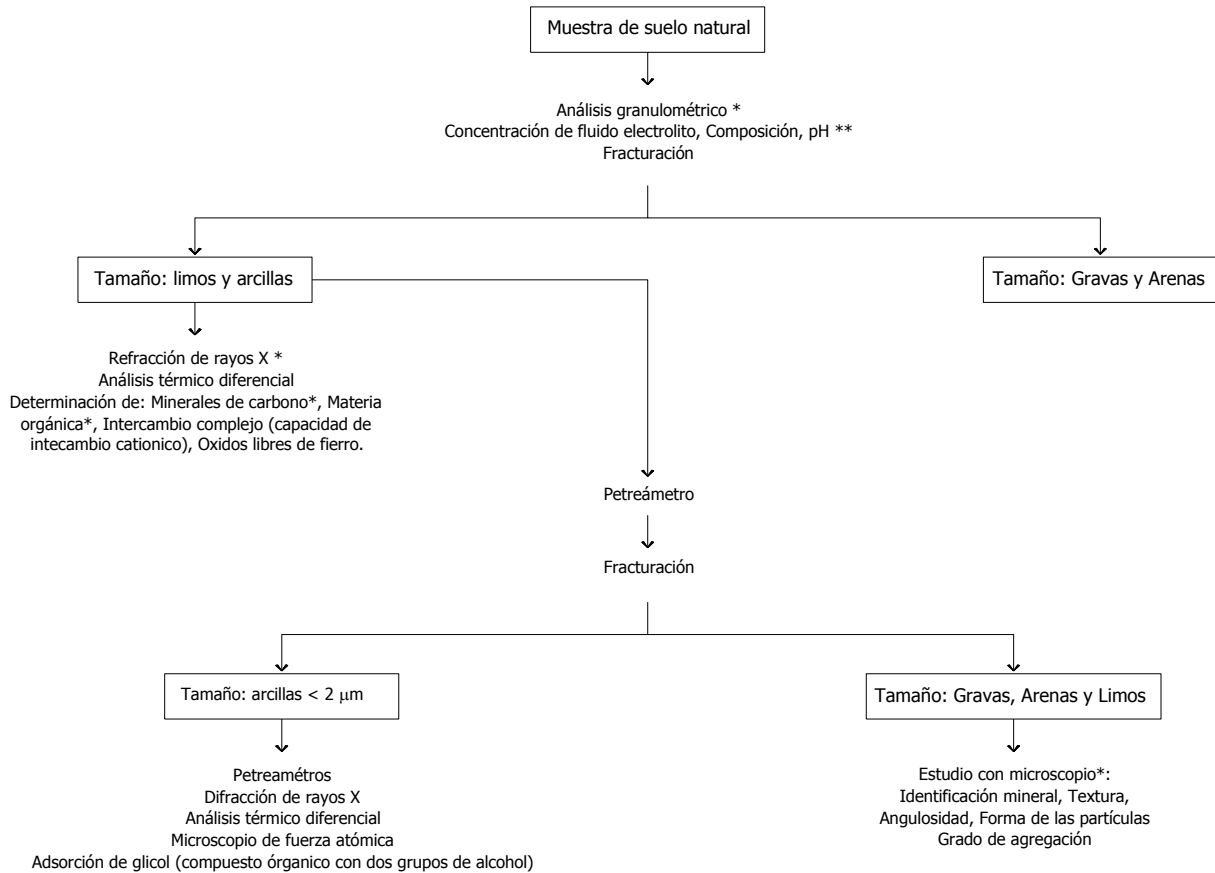 Muestra de suelo natural
Análisis granulométrico *
Concentración de fluido electrolito, Composición, pH **
Fracturación
Tamaño: limos y arcillas
Tamaño: Gravas y Arenas
Refracción de rayos X *
Análisis térmico diferencial
Determinación de: Minerales de carbono*, Materia
orgánica*, Intercambio complejo (capacidad de
intecambio cationico), Oxidos libres de fierro.
Petreámetro
Fracturación
Tamaño: arcillas < 2 μm
Tamaño: Gravas, Arenas y Limos
Petreamétros
Difracción de rayos X
Análisis térmico diferencial
Microscopio de fuerza atómica
Adsorción de glicol (compuesto órganico con dos grupos de alcohol)
Estudio con microscopio*:
Identificación mineral, Textura,
Angulosidad, Forma de las partículas
Grado de agregación